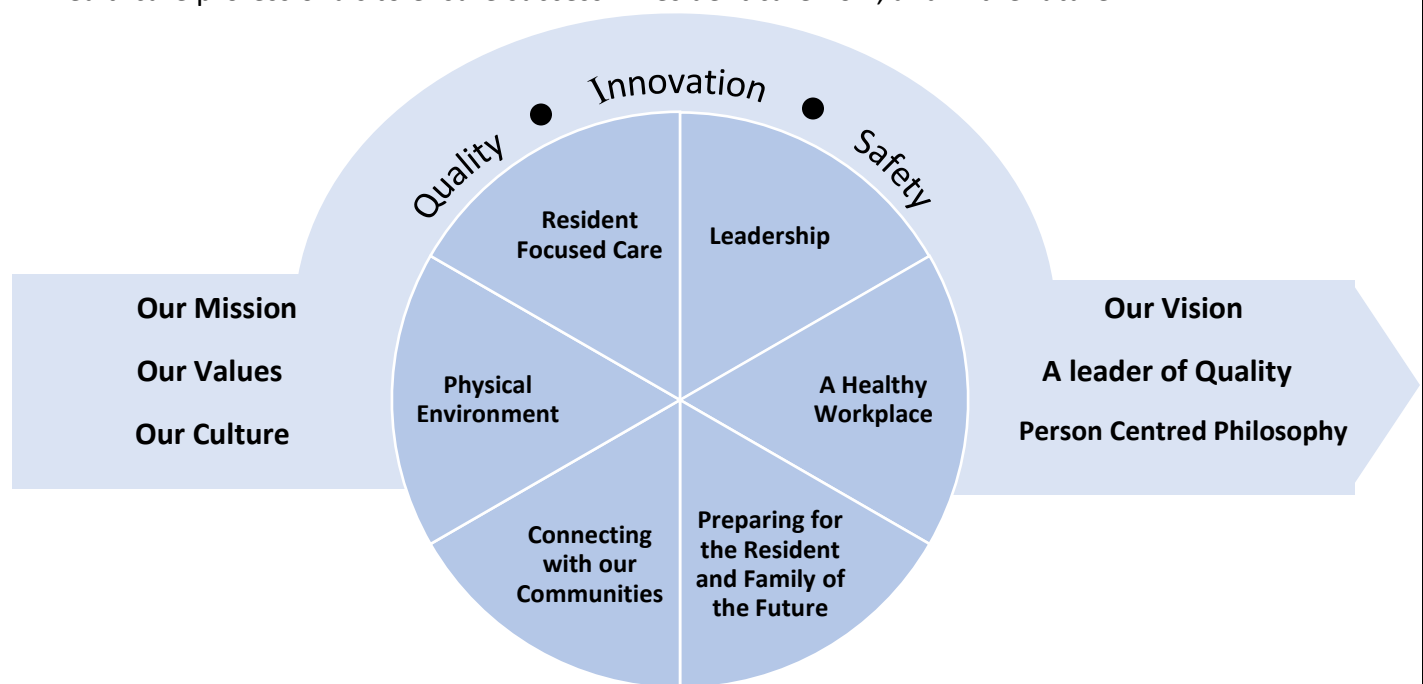 Quality • Innovation • Safety
Resident
Focused Care
Leadership
Our Mission
Our Values
Our Culture
Physical
Environment
A Healthy
Workplace
Our Vision
A leader of Quality
Person Centred Philosophy
Connecting
with our
Communities
Preparing for
the Resident
and Family of
the Future